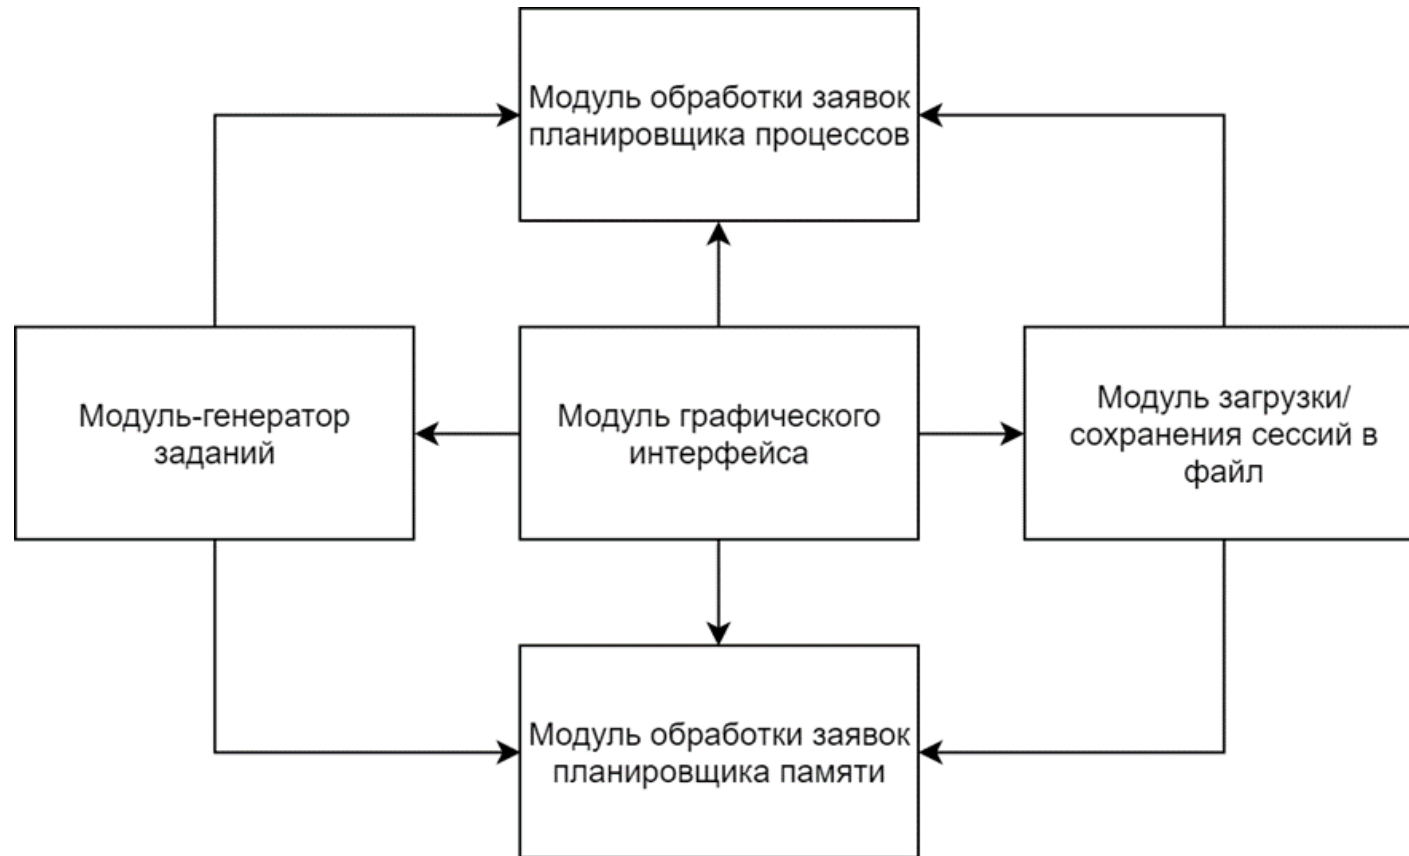 Модуль обработки заявок
планировщика процессов
Модуль-генератор
заданий
Модуль графического
интерфейса
Модуль загрузки/
сохранения сессий в
файл
Модуль обработки заявок
планировщика памяти